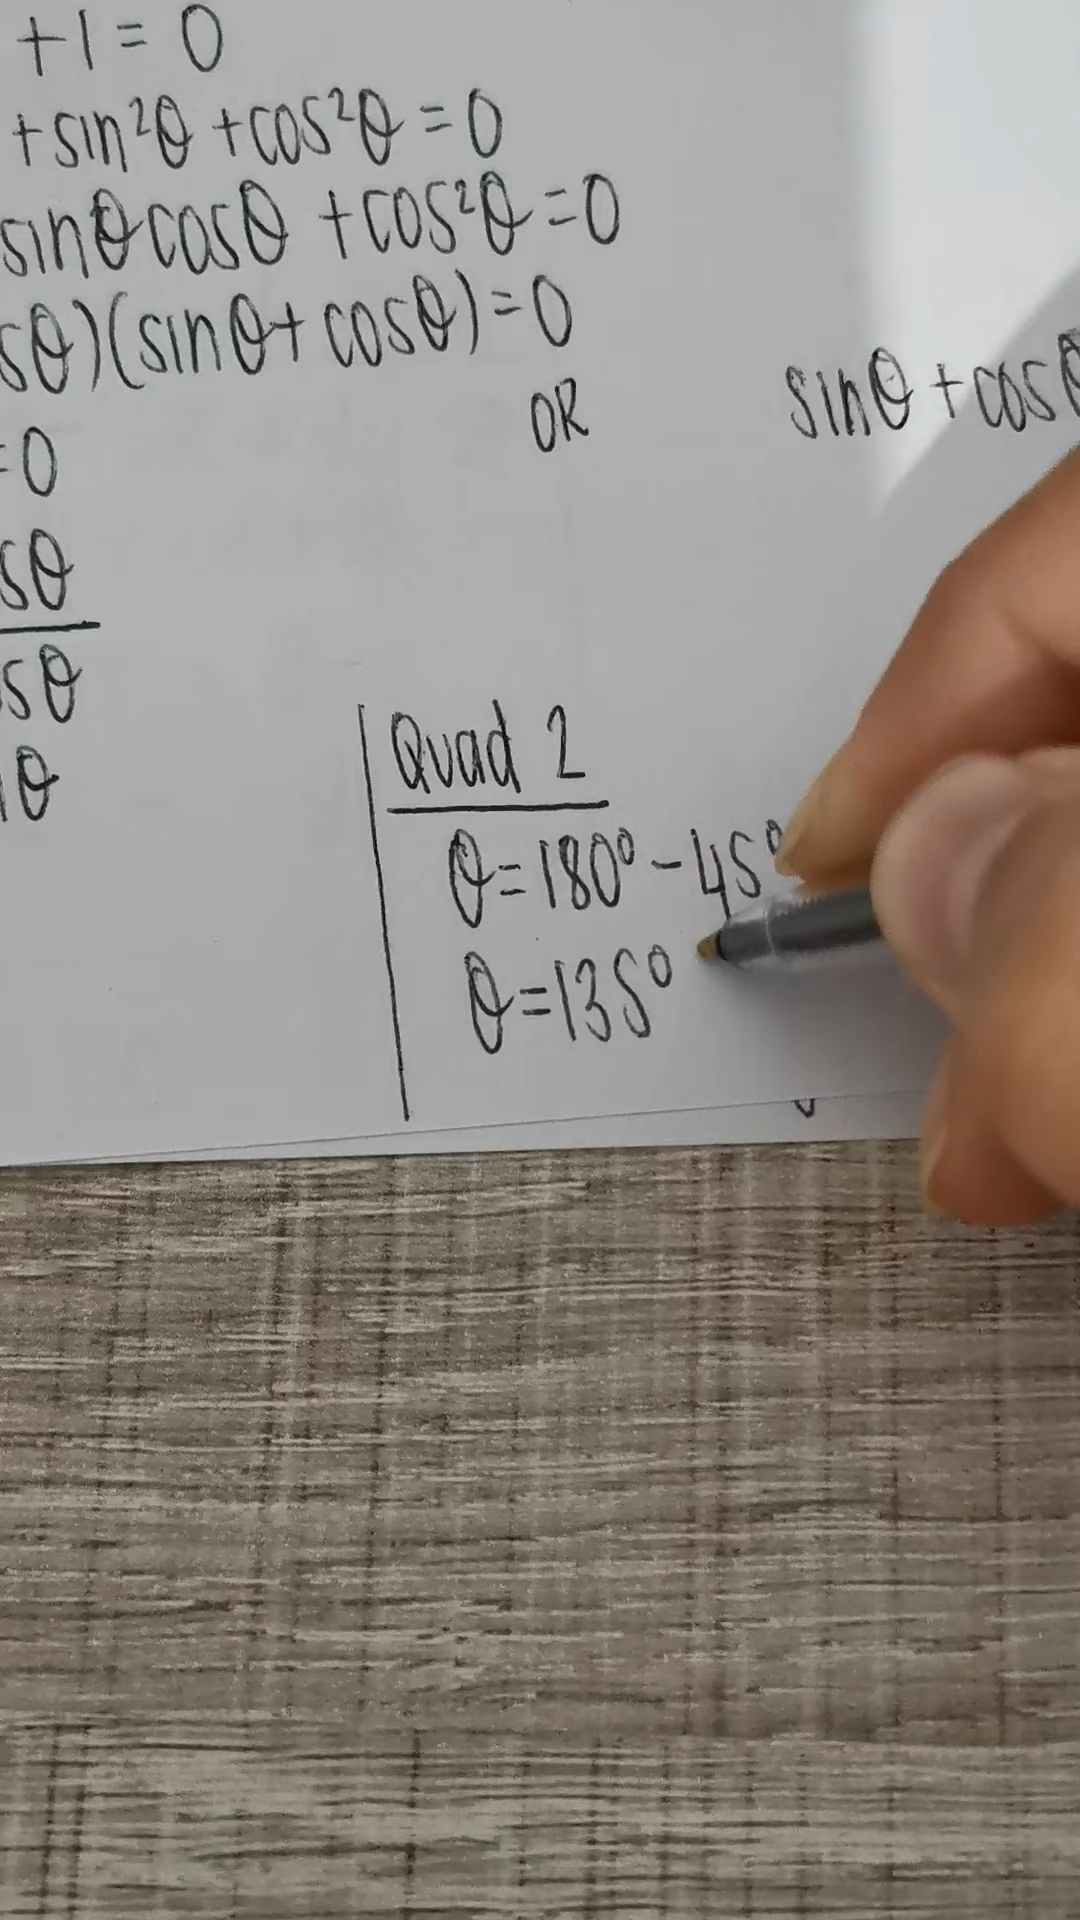 +1 = 0
+sin²θ +cos²θ = 0
sinθcosθ +cos²θ =0
sθ)(sinθ+cosθ)=0
OR
sinθ +cosθ
=0
sθ
sθ
θ
Quad 2
θ=180° - 45°
θ=135°